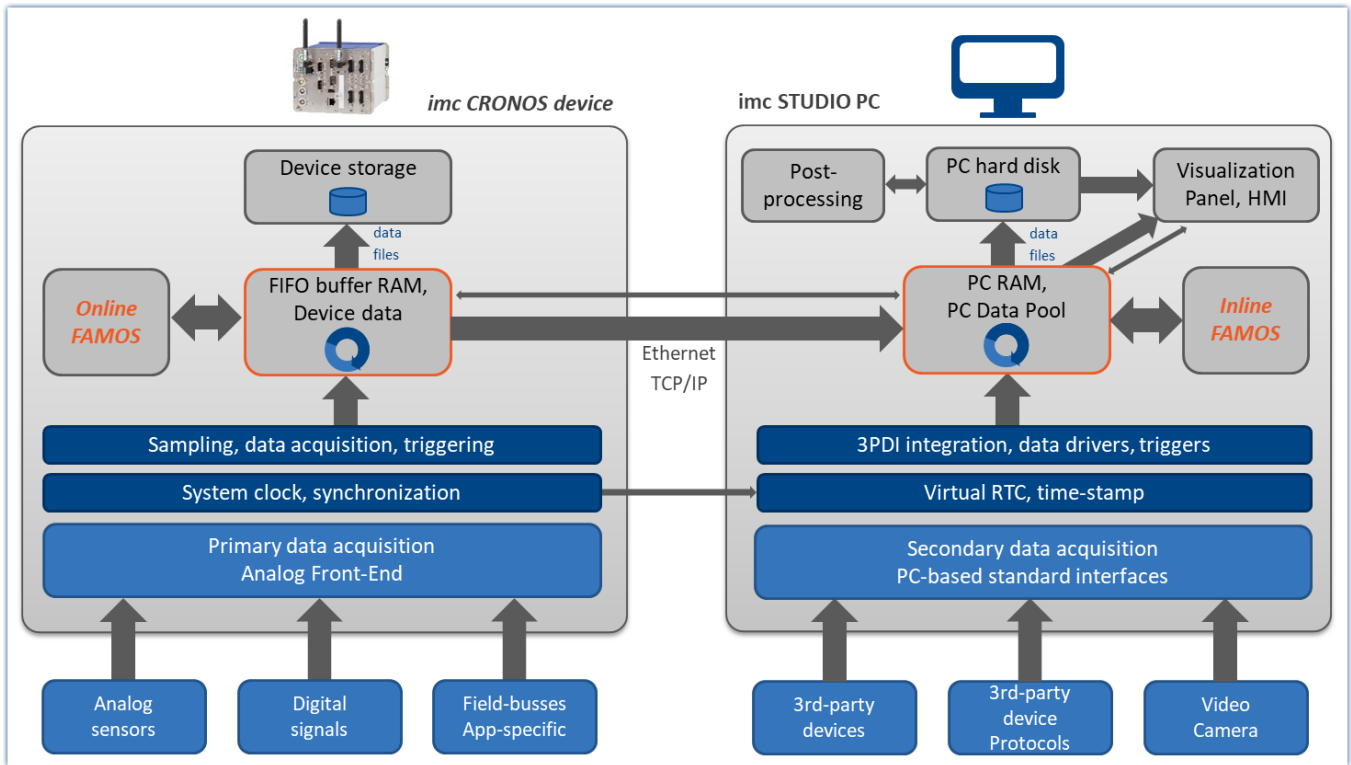 imc CRONOS device
Device storage
data
files
Online
FAMOS
FIFO buffer RAM,
Device data
Sampling, data acquisition, triggering
System clock, synchronization
Primary data acquisition
Analog Front-End
Analog
sensors
Digital
signals
Field-busses
App-specific
Ethernet
TCP/IP
imc STUDIO PC
Post-
processing
PC hard disk
Visualization
Panel, HMI
data
files
PC RAM,
PC Data Pool
Inline
FAMOS
3PDI integration, data drivers, triggers
Virtual RTC, time-stamp
Secondary data acquisition
PC-based standard interfaces
3rd-party
devices
3rd-party
device
Protocols
Video
Camera